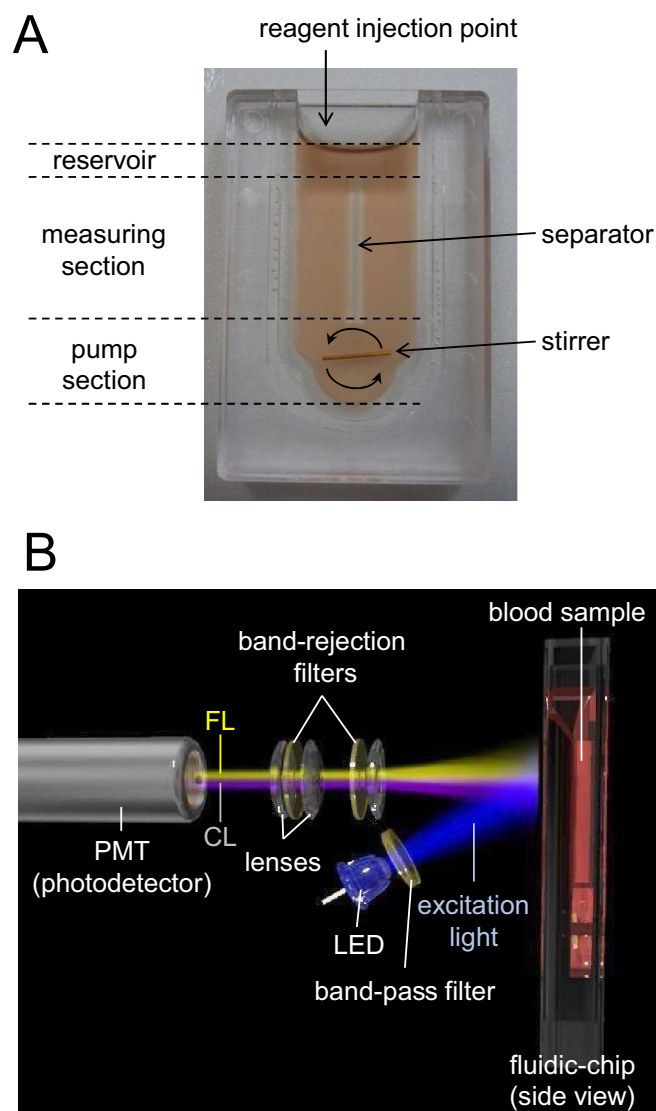 A
reagent injection point
reservoir
measuring
section
separator
pump
section
stirrer
B
blood sample
band-rejection
filters
FL
CL
PMT
(photodetector)
lenses
LED
excitation
light
band-pass filter
fluidic-chip
(side view)